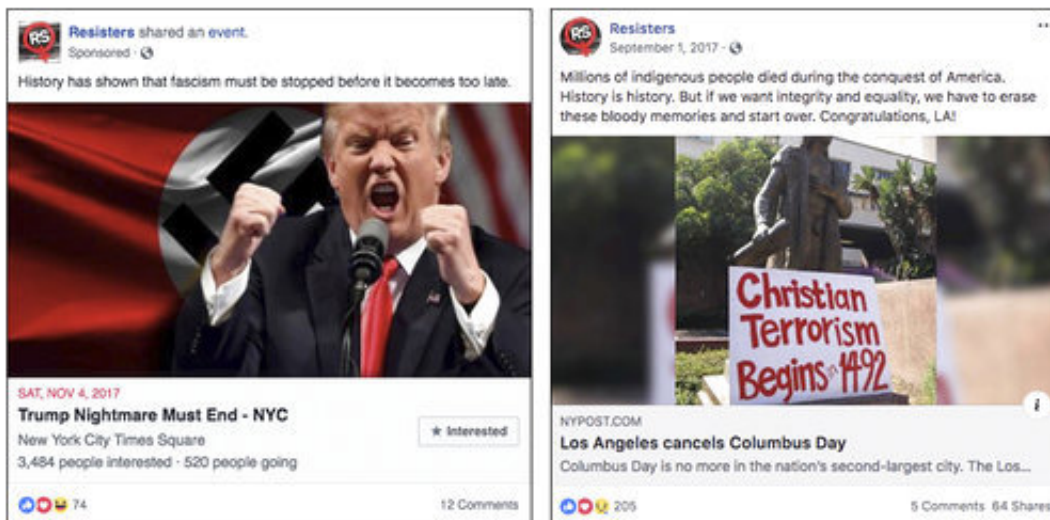 RS
Resisters shared an event.
Sponsored ·
History has shown that fascism must be stopped before it becomes too late.
SAT, NOV 4, 2017
Trump Nightmare Must End - NYC
New York City Times Square
3,484 people interested · 520 people going
★ Interested
74
12 Comments
RS
Resisters
September 1, 2017 ·
Millions of indigenous people died during the conquest of America.
History is history. But if we want integrity and equality, we have to erase
these bloody memories and start over. Congratulations, LA!
Christian
Terrorism
Begins in 1492
i
NYPOST.COM
Los Angeles cancels Columbus Day
Columbus Day is no more in the nation's second-largest city. The Los...
205
5 Comments 64 Shares